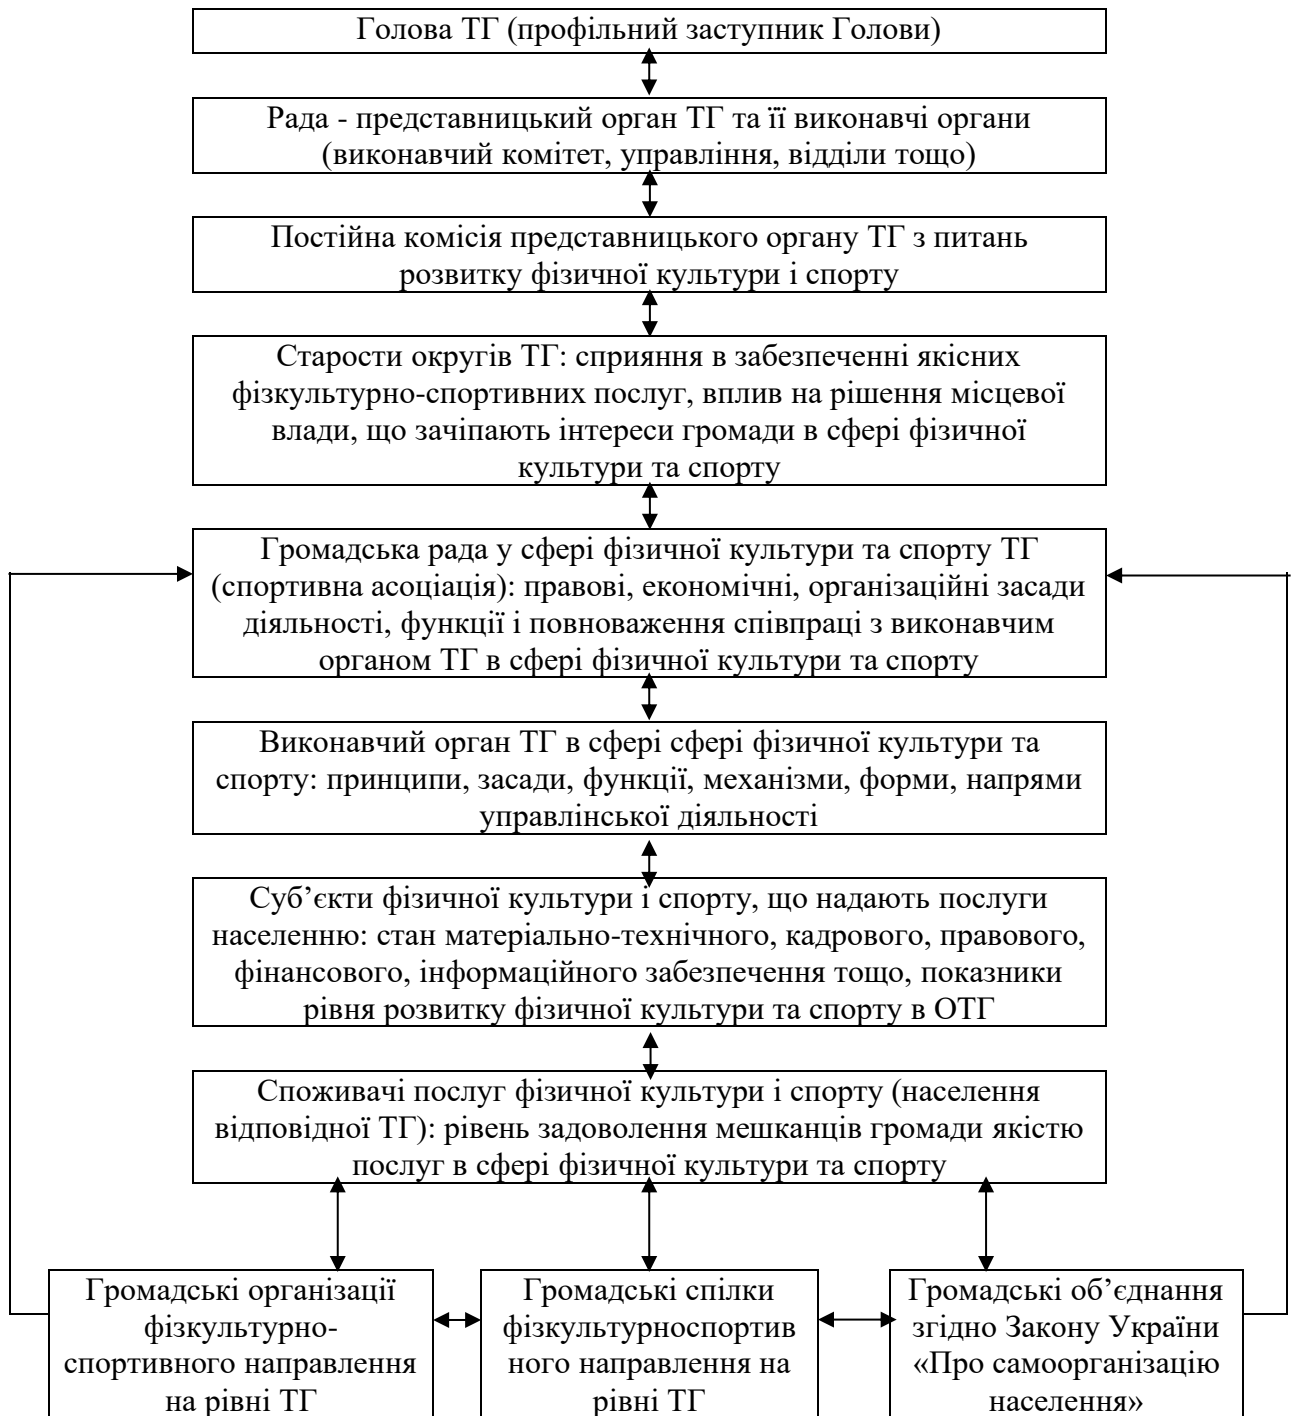 Голова ТГ (профільний заступник Голови)
Рада - представницький орган ТГ та її виконавчі органи
(виконавчий комітет, управління, відділи тощо)
Постійна комісія представницького органу ТГ з питань
розвитку фізичної культури і спорту
Старости округів ТГ: сприяння в забезпеченні якісних
фізкультурно-спортивних послуг, вплив на рішення місцевої
влади, що зачіпають інтереси громади в сфері фізичної
культури та спорту
Громадська рада у сфері фізичної культури та спорту ТГ
(спортивна асоціація): правові, економічні, організаційні засади
діяльності, функції і повноваження співпраці з виконавчим
органом ТГ в сфері фізичної культури та спорту
Виконавчий орган ТГ в сфері сфері фізичної культури та
спорту: принципи, засади, функції, механізми, форми, напрями
управлінської діяльності
Суб’єкти фізичної культури і спорту, що надають послуги
населенню: стан матеріально-технічного, кадрового, правового,
фінансового, інформаційного забезпечення тощо, показники
рівня розвитку фізичної культури та спорту в ОТГ
Споживачі послуг фізичної культури і спорту (населення
відповідної ТГ): рівень задоволення мешканців громади якістю
послуг в сфері фізичної культури та спорту
Громадські організації
фізкультурно-
спортивного направлення
на рівні ТГ
Громадські спілки
фізкультурноспортив
ного направлення на
рівні ТГ
Громадські об’єднання
згідно Закону України
«Про самоорганізацію
населення»